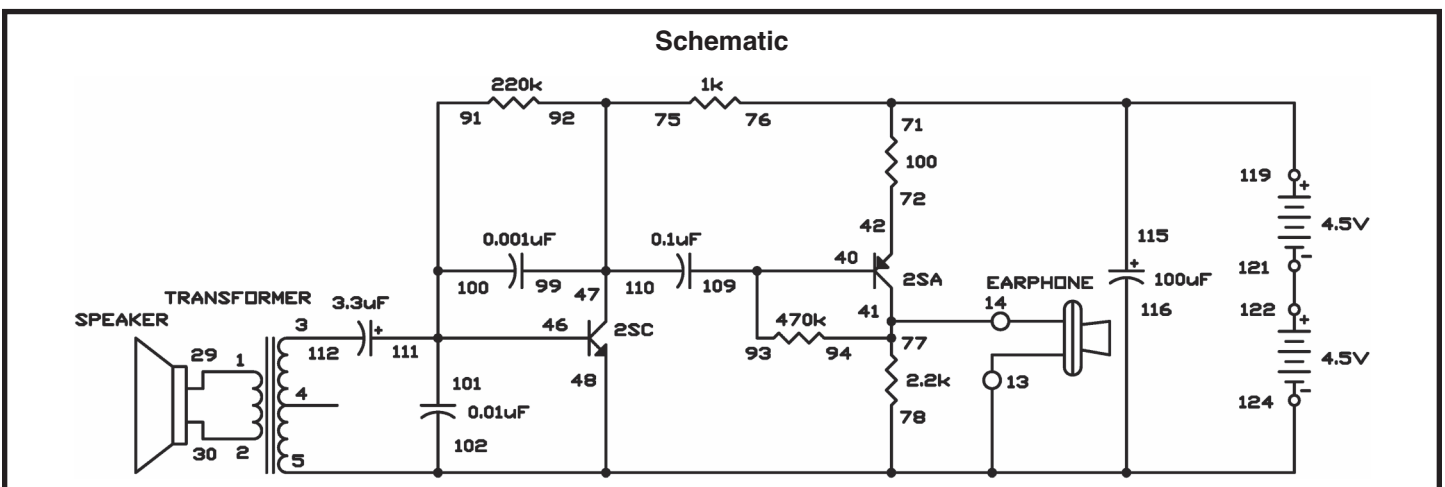 Schematic
220k 1k
91 92 75 76 71
100
72
119 +
4.5V
-
121
42
0.001uF 0.1uF 40 115
+
100uF
2SA EARPHONE
100 99 47 110 109
TRANSFORMER 3.3uF 41 14 116 122 +
SPEAKER 3 + 46 2SC 470k
112 111 93 94 77 4.5V
29 1 48 2.2k 13
-
124
4 101 0.01uF 78
30 2 5 102